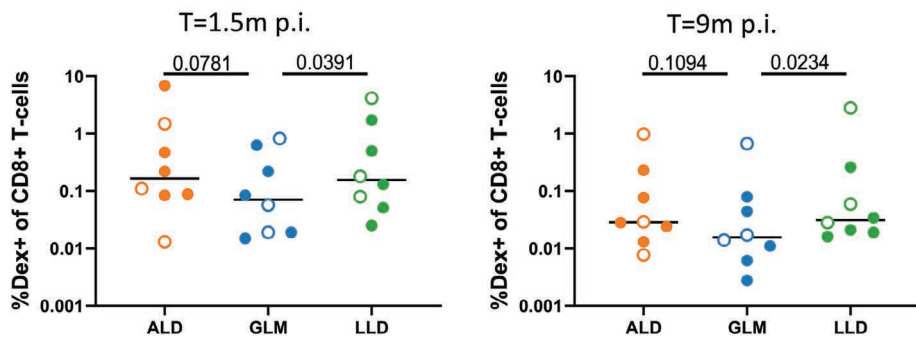 T=1.5m p.i.
0.0781
0.0391
%Dex+ of CD8+ T-cells
10
1
0.1
0.01
0.001
ALD
GLM
LLD
T=9m p.i.
0.1094
0.0234
%Dex+ of CD8+ T-cells
10
1
0.1
0.01
0.001
ALD
GLM
LLD